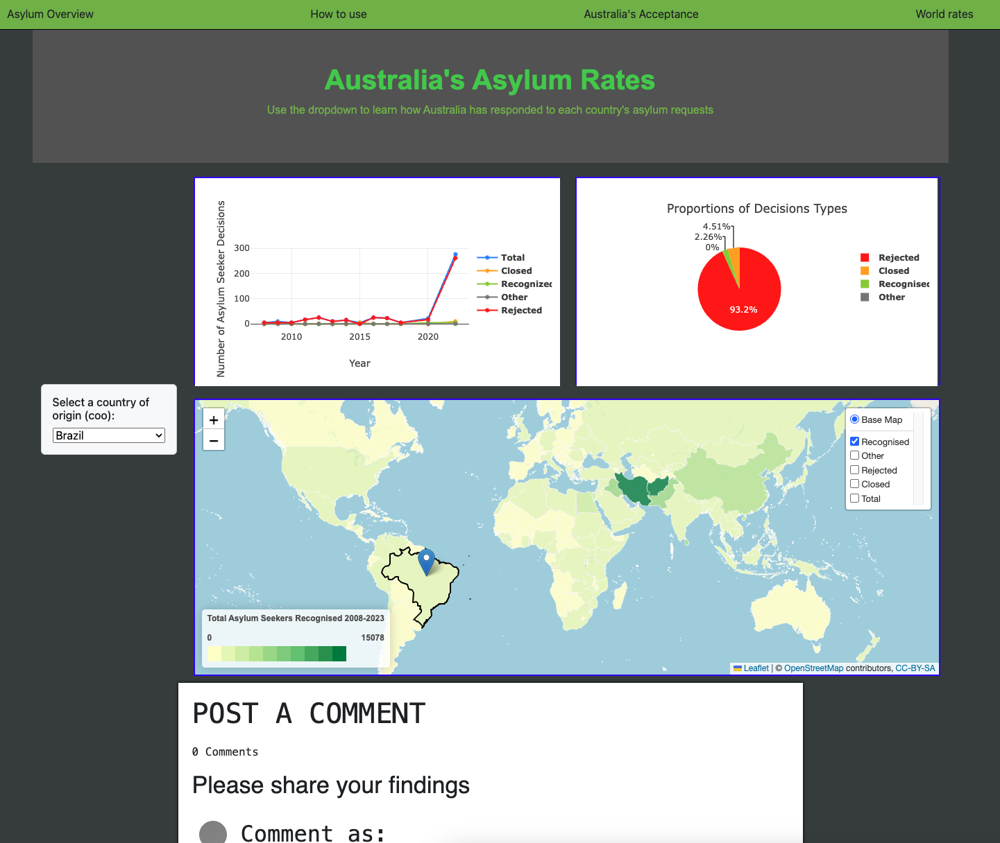 Asylum Overview
How to use
Australia's Acceptance
World rates
Australia's Asylum Rates
Use the dropdown to learn how Australia has responded to each country's asylum requests
Number of Asylum Seeker Decisions
300
200
100
0
2010
2015
2020
Year
Total
Closed
Recognized
Other
Rejected
Proportions of Decisions Types
4.51%
2.26%
0%
93.2%
Rejected
Closed
Recognised
Other
Select a country of
origin (coo):
Brazil
+
−
Base Map
Recognised
Other
Rejected
Closed
Total
Total Asylum Seekers Recognised 2008-2023
0 15078
Leaflet | © OpenStreetMap contributors, CC-BY-SA
POST A COMMENT
0 Comments
Please share your findings
Comment as: